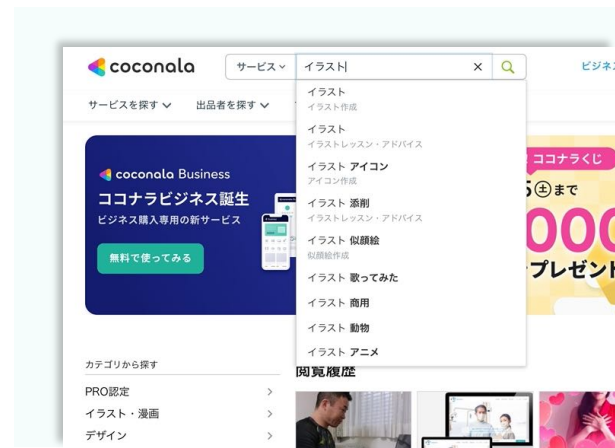 coconala
サービス
イラスト
ビジネス
サービスを探す
出品者を探す
イラスト
イラスト作成
イラスト
イラストレッスン・アドバイス
イラスト アイコン
アイコン作成
イラスト 添削
イラストレッスン・アドバイス
イラスト 似顔絵
似顔絵作成
イラスト 歌ってみた
イラスト 商用
イラスト 動物
イラスト アニメ
coconala Business
ココナラビジネス誕生
ビジネス購入専用の新サービス
無料で使ってみる
ココナラくじ
5(土)まで
000
プレゼント
カテゴリから探す
閲覧履歴
PRO認定
イラスト・漫画
デザイン